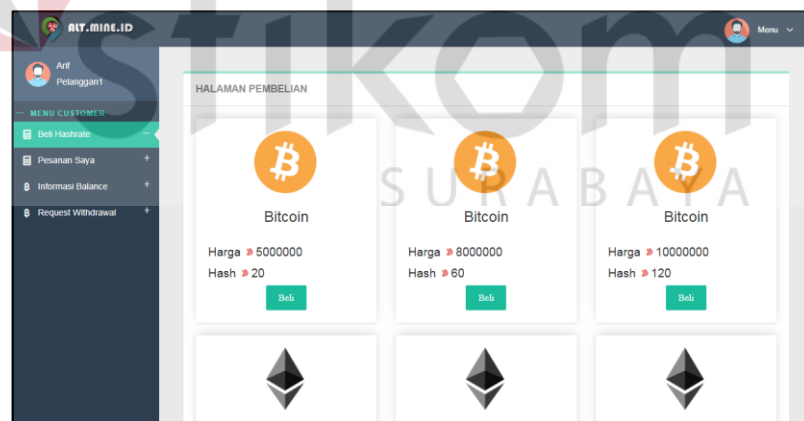 ALT.MINE.ID
Menu
Arif
Pelanggan1
MENU CUSTOMER
Beli Hashrate
Pesanan Saya
Informasi Balance
Request Withdrawal
HALAMAN PEMBELIAN
Bitcoin
Bitcoin
Bitcoin
Harga 5000000
Hash 20
Beli
Harga 8000000
Hash 60
Beli
Harga 10000000
Hash 120
Beli
stikom
SURABAYA